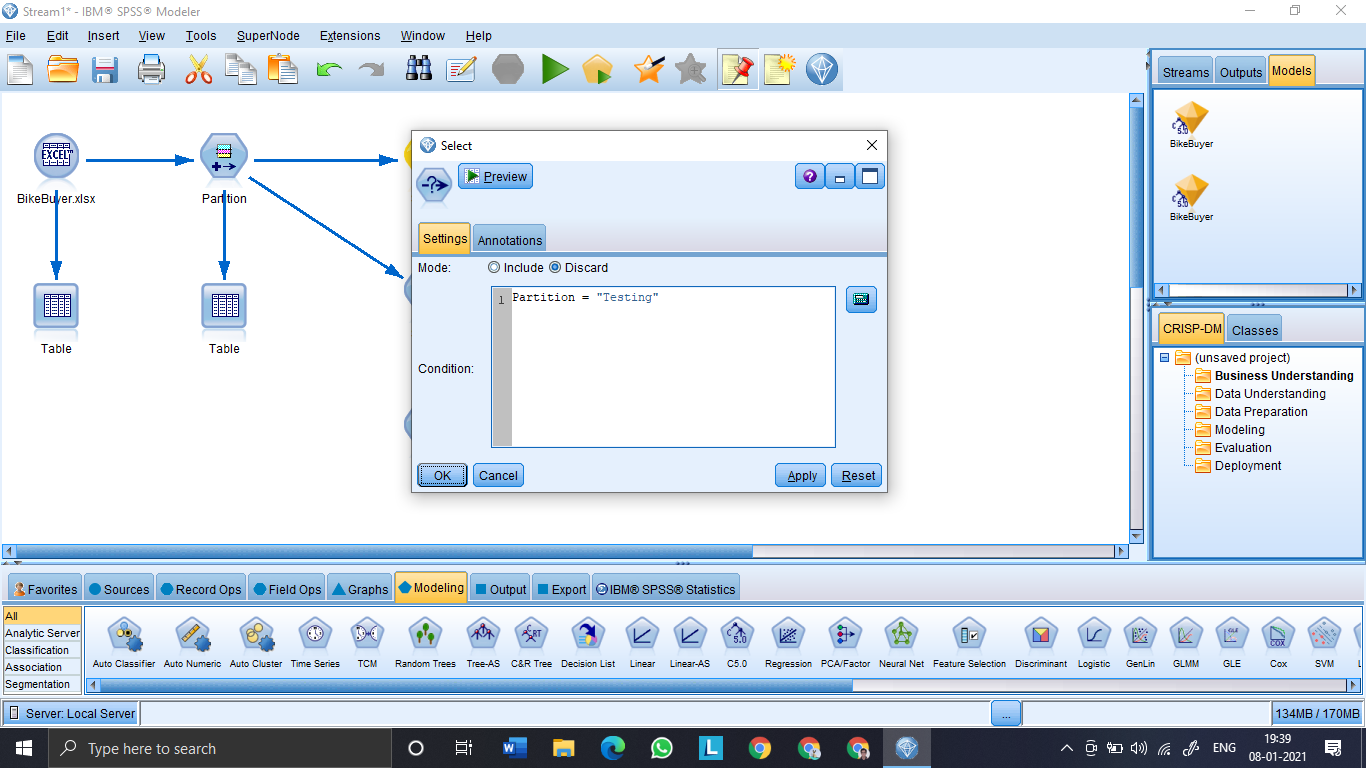 Stream1* - IBM® SPSS® Modeler
File Edit Insert View Tools SuperNode Extensions Window Help
Streams Outputs Models
BikeBuyer
BikeBuyer
EXCEL™
BikeBuyer.xlsx
Partition
Table
Table
Select
Preview
Settings Annotations
Mode: Include Discard
1 Partition = "Testing"
Condition:
OK Cancel Apply Reset
CRISP-DM Classes
(unsaved project)
Business Understanding
Data Understanding
Data Preparation
Modeling
Evaluation
Deployment
Favorites Sources Record Ops Field Ops Graphs Modeling Output Export IBM® SPSS® Statistics
All
Analytic Server
Classification
Association
Segmentation
Auto Classifier Auto Numeric Auto Cluster Time Series TCM Random Trees Tree-AS C&R Tree Decision List Linear Linear-AS C5.0 Regression PCA/Factor Neural Net Feature Selection Discriminant Logistic GenLin GLMM GLE Cox SVM
Server: Local Server ... 134MB / 170MB
Type here to search
ENG
19:39
08-01-2021